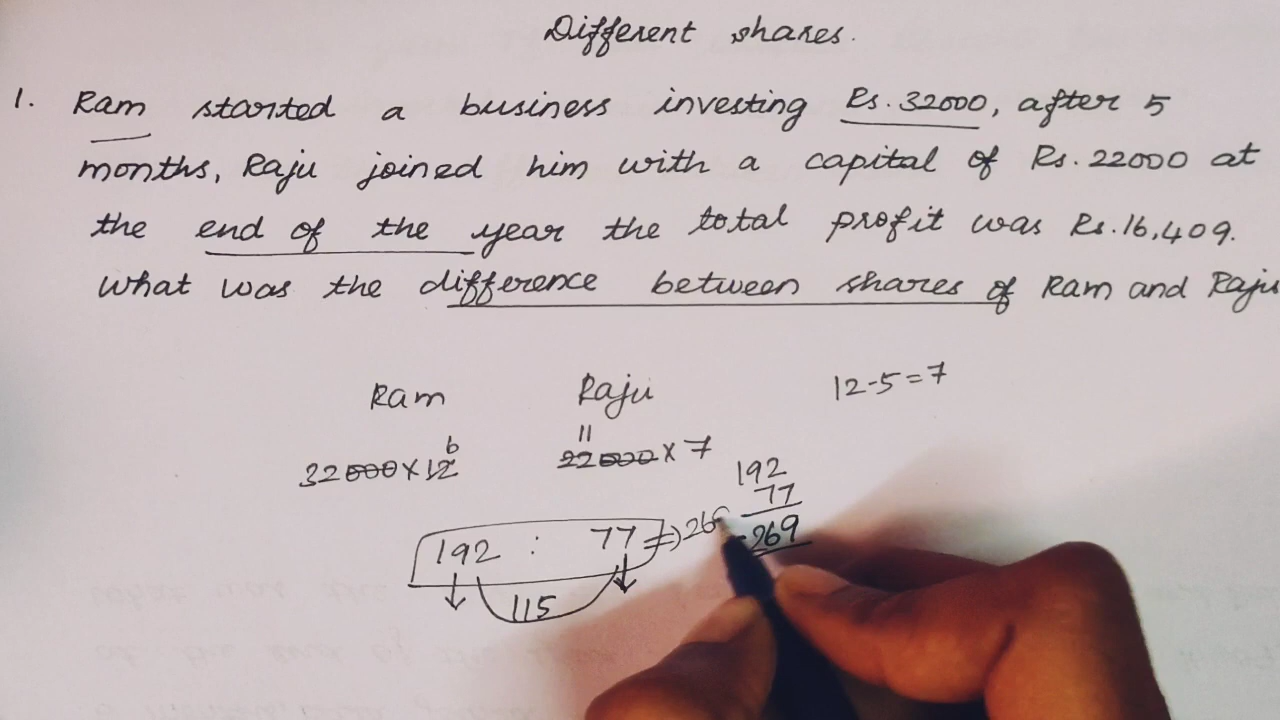 Different shares.
1. Ram started a business investing Rs. 32000, after 5
months, Raju joined him with a capital of Rs. 22000 at
the end of the year the total profit was Rs. 16,409.
What was the difference between shares of Ram and Raju
Ram Raju 12-5=7
6 11
32000×12 22000×7
192
77
192 : 77 ⇒ 269
115